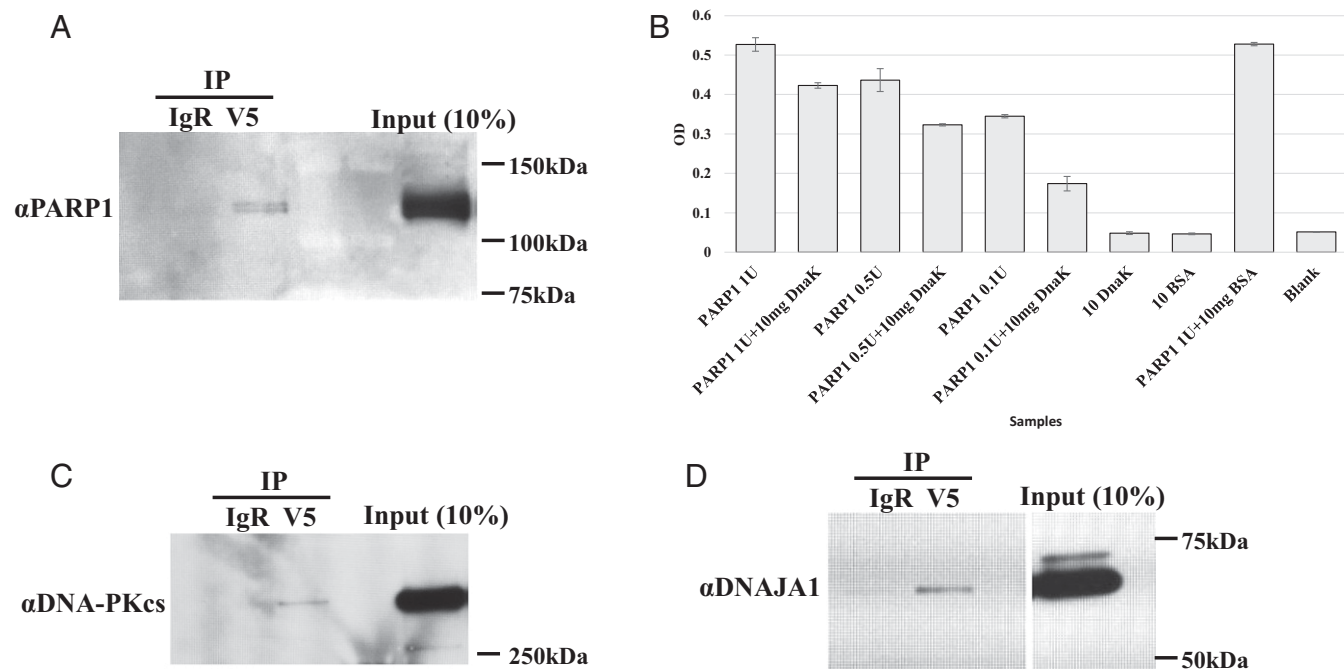 A
IP
IgR V5
Input (10%)
αPARP1
150kDa
100kDa
75kDa
B
0.6
0.5
0.4
0.3
0.2
0.1
0
OD
PARP1 1U
PARP1 1U+10mg DnaK
PARP1 0.5U
PARP1 0.5U+10mg DnaK
PARP1 0.1U
PARP1 0.1U+10mg DnaK
10 DnaK
10 BSA
PARP1 1U+10mg BSA
Blank
Samples
C
IP
IgR V5
Input (10%)
αDNA-PKcs
250kDa
D
IP
IgR V5
Input (10%)
αDNAJA1
75kDa
50kDa